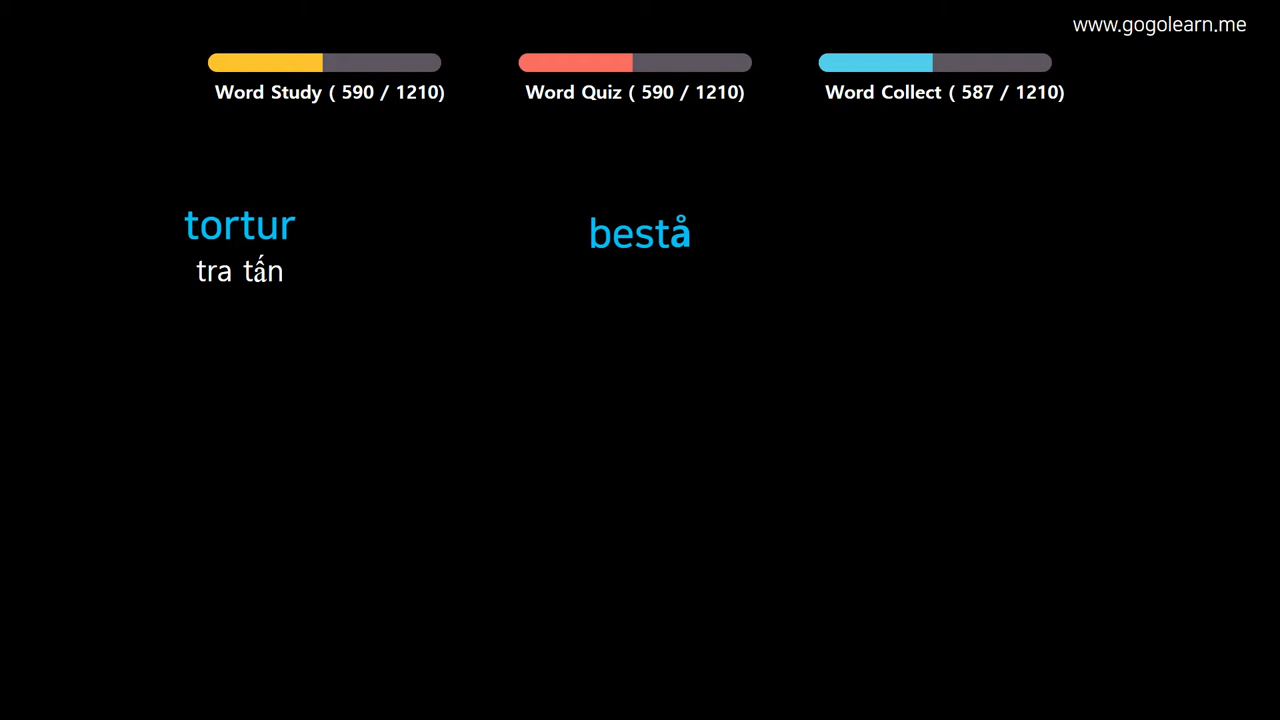 www.gogolearn.me
Word Study ( 590 / 1210)
Word Quiz ( 590 / 1210)
Word Collect ( 587 / 1210)
tortur
tra tấn
bestå